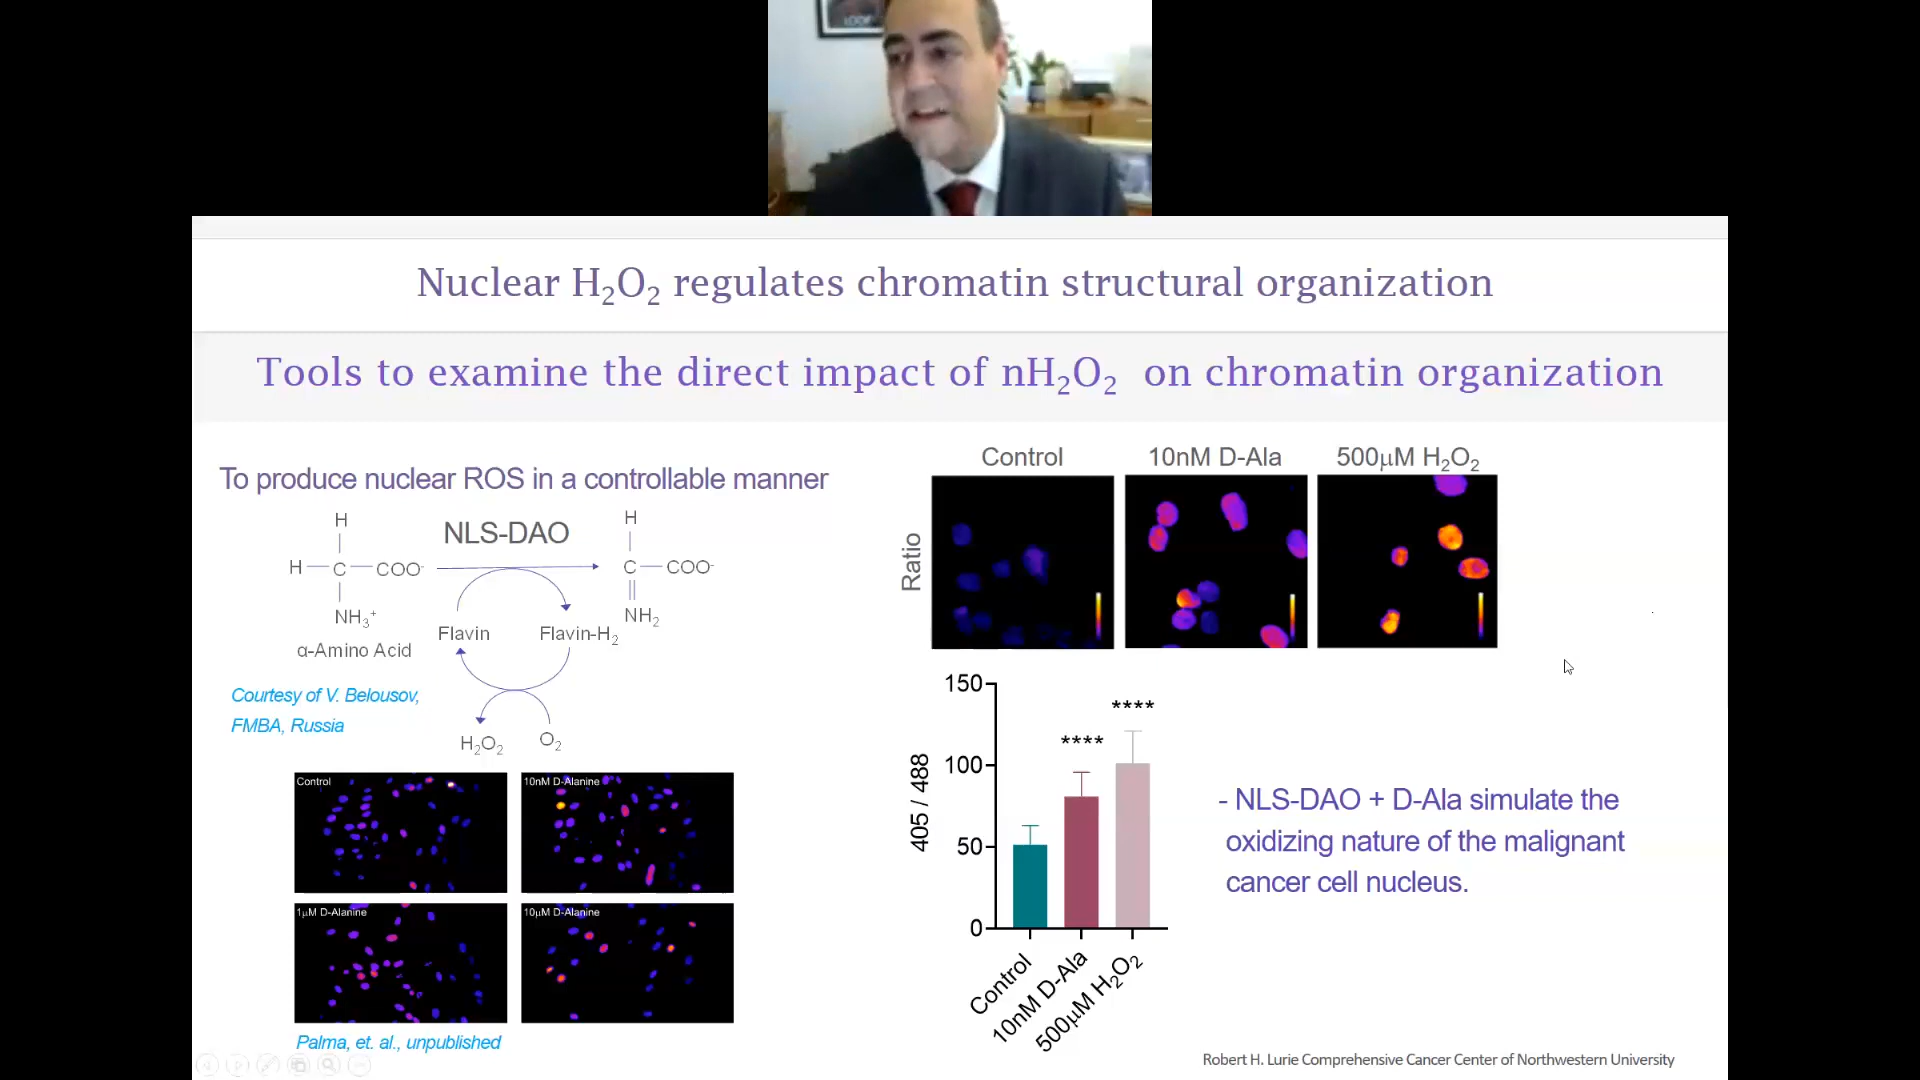 LOOP
Nuclear H₂O₂ regulates chromatin structural organization
Tools to examine the direct impact of nH₂O₂ on chromatin organization
To produce nuclear ROS in a controllable manner
H
H
NLS-DAO
H C COO⁻
C COO⁻
NH₃⁺
NH₂
Flavin Flavin-H₂
α-Amino Acid
Courtesy of V. Belousov,
FMBA, Russia
H₂O₂ O₂
Control
10nM D-Alanine
1μM D-Alanine
10μM D-Alanine
Palma, et. al., unpublished
Control 10nM D-Ala 500μM H₂O₂
Ratio
150
100
50
0
405 / 488
****
****
Control
10nM D-Ala
500μM H₂O₂
- NLS-DAO + D-Ala simulate the
oxidizing nature of the malignant
cancer cell nucleus.
Robert H. Lurie Comprehensive Cancer Center of Northwestern University